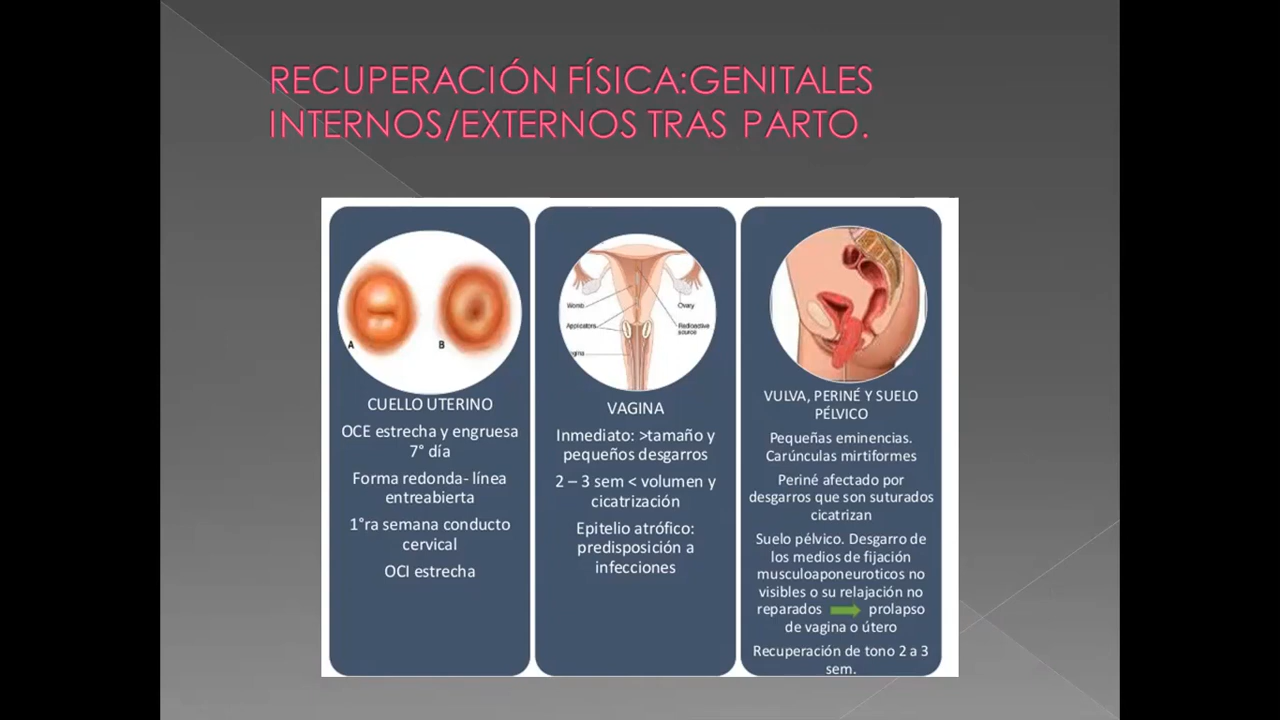 RECUPERACIÓN FÍSICA:GENITALES
INTERNOS/EXTERNOS TRAS PARTO.
A
B
CUELLO UTERINO
OCE estrecha y engruesa
7° día
Forma redonda- línea
entreabierta
1°ra semana conducto
cervical
OCI estrecha
Womb
Ovary
Applicators
Radioactive
source
VAGINA
Inmediato: >tamaño y
pequeños desgarros
2 – 3 sem < volumen y
cicatrización
Epitelio atrófico:
predisposición a
infecciones
VULVA, PERINÉ Y SUELO
PÉLVICO
Pequeñas eminencias.
Carúnculas mirtiformes
Periné afectado por
desgarros que son suturados
cicatrizan
Suelo pélvico. Desgarro de
los medios de fijación
musculoaponeuroticos no
visibles o su relajación no
reparados prolapso
de vagina o útero
Recuperación de tono 2 a 3
sem.